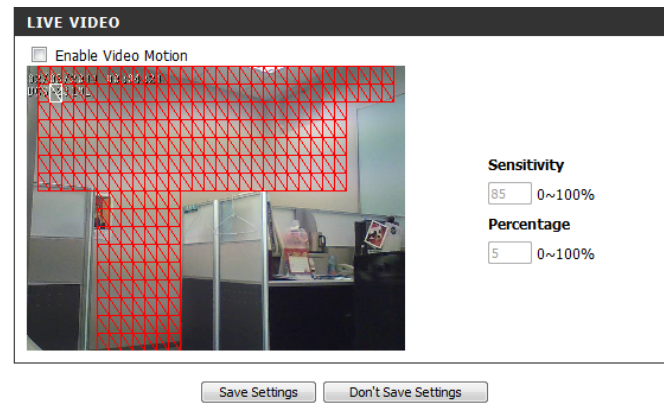 LIVE VIDEO
Enable Video Motion
Sensitivity
85 0~100%
Percentage
5 0~100%
Save Settings Don't Save Settings